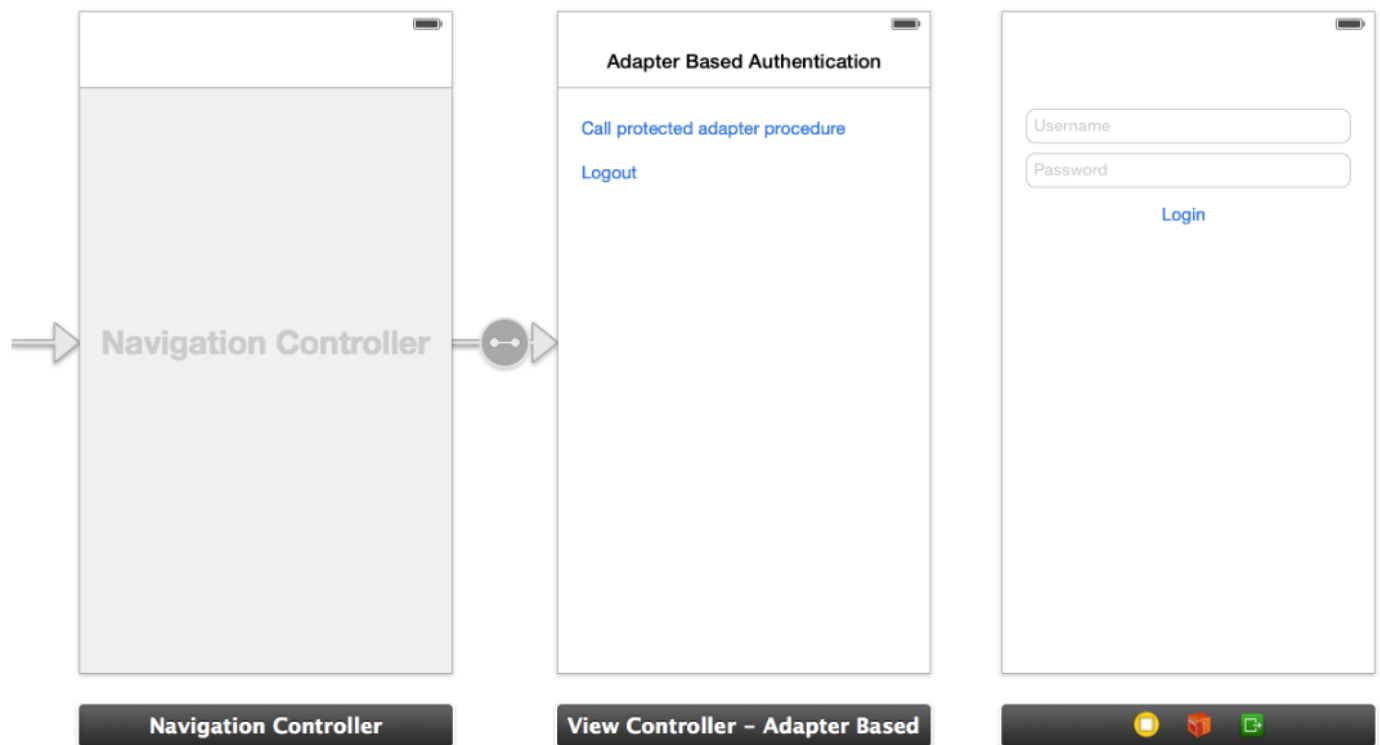 Navigation Controller
Navigation Controller
Adapter Based Authentication
Call protected adapter procedure
Logout
View Controller – Adapter Based
Username
Password
Login